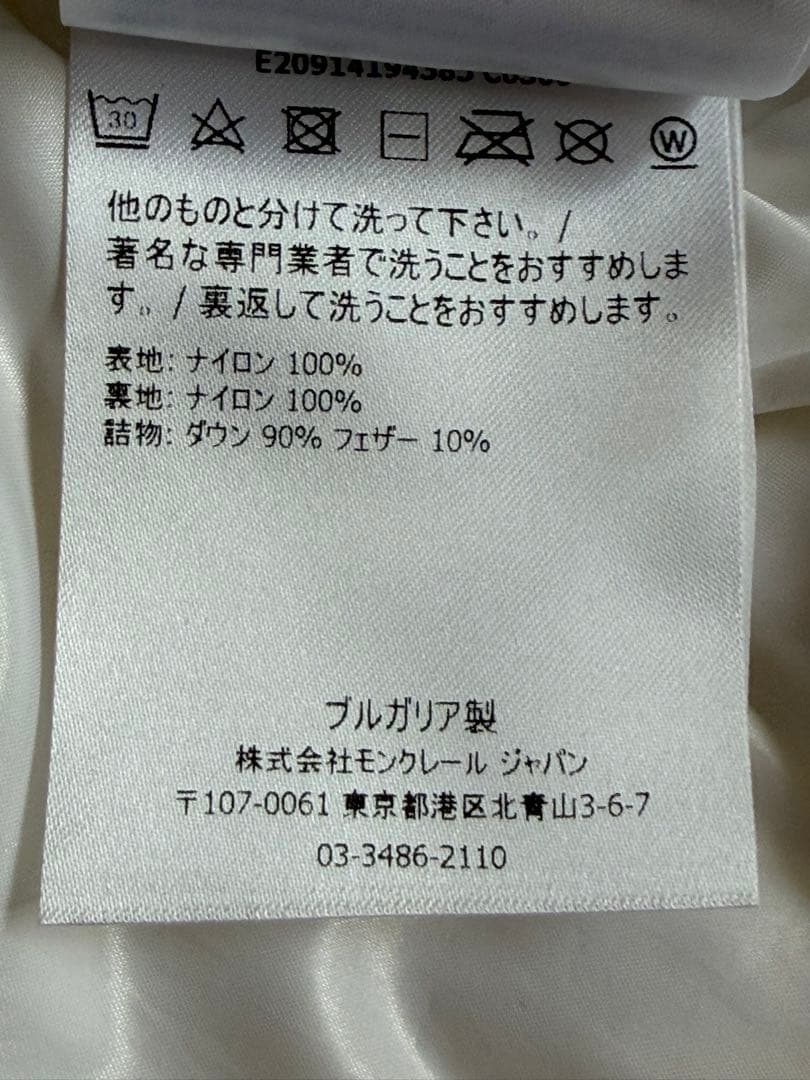 30
W
他のものと分けて洗って下さい。/
著名な専門業者で洗うことをおすすめしま
す。/ 裏返して洗うことをおすすめします。
表地: ナイロン 100%
裏地: ナイロン 100%
詰物: ダウン 90% フェザー 10%
ブルガリア製
株式会社モンクレール ジャパン
〒107-0061 東京都港区北青山3-6-7
03-3486-2110